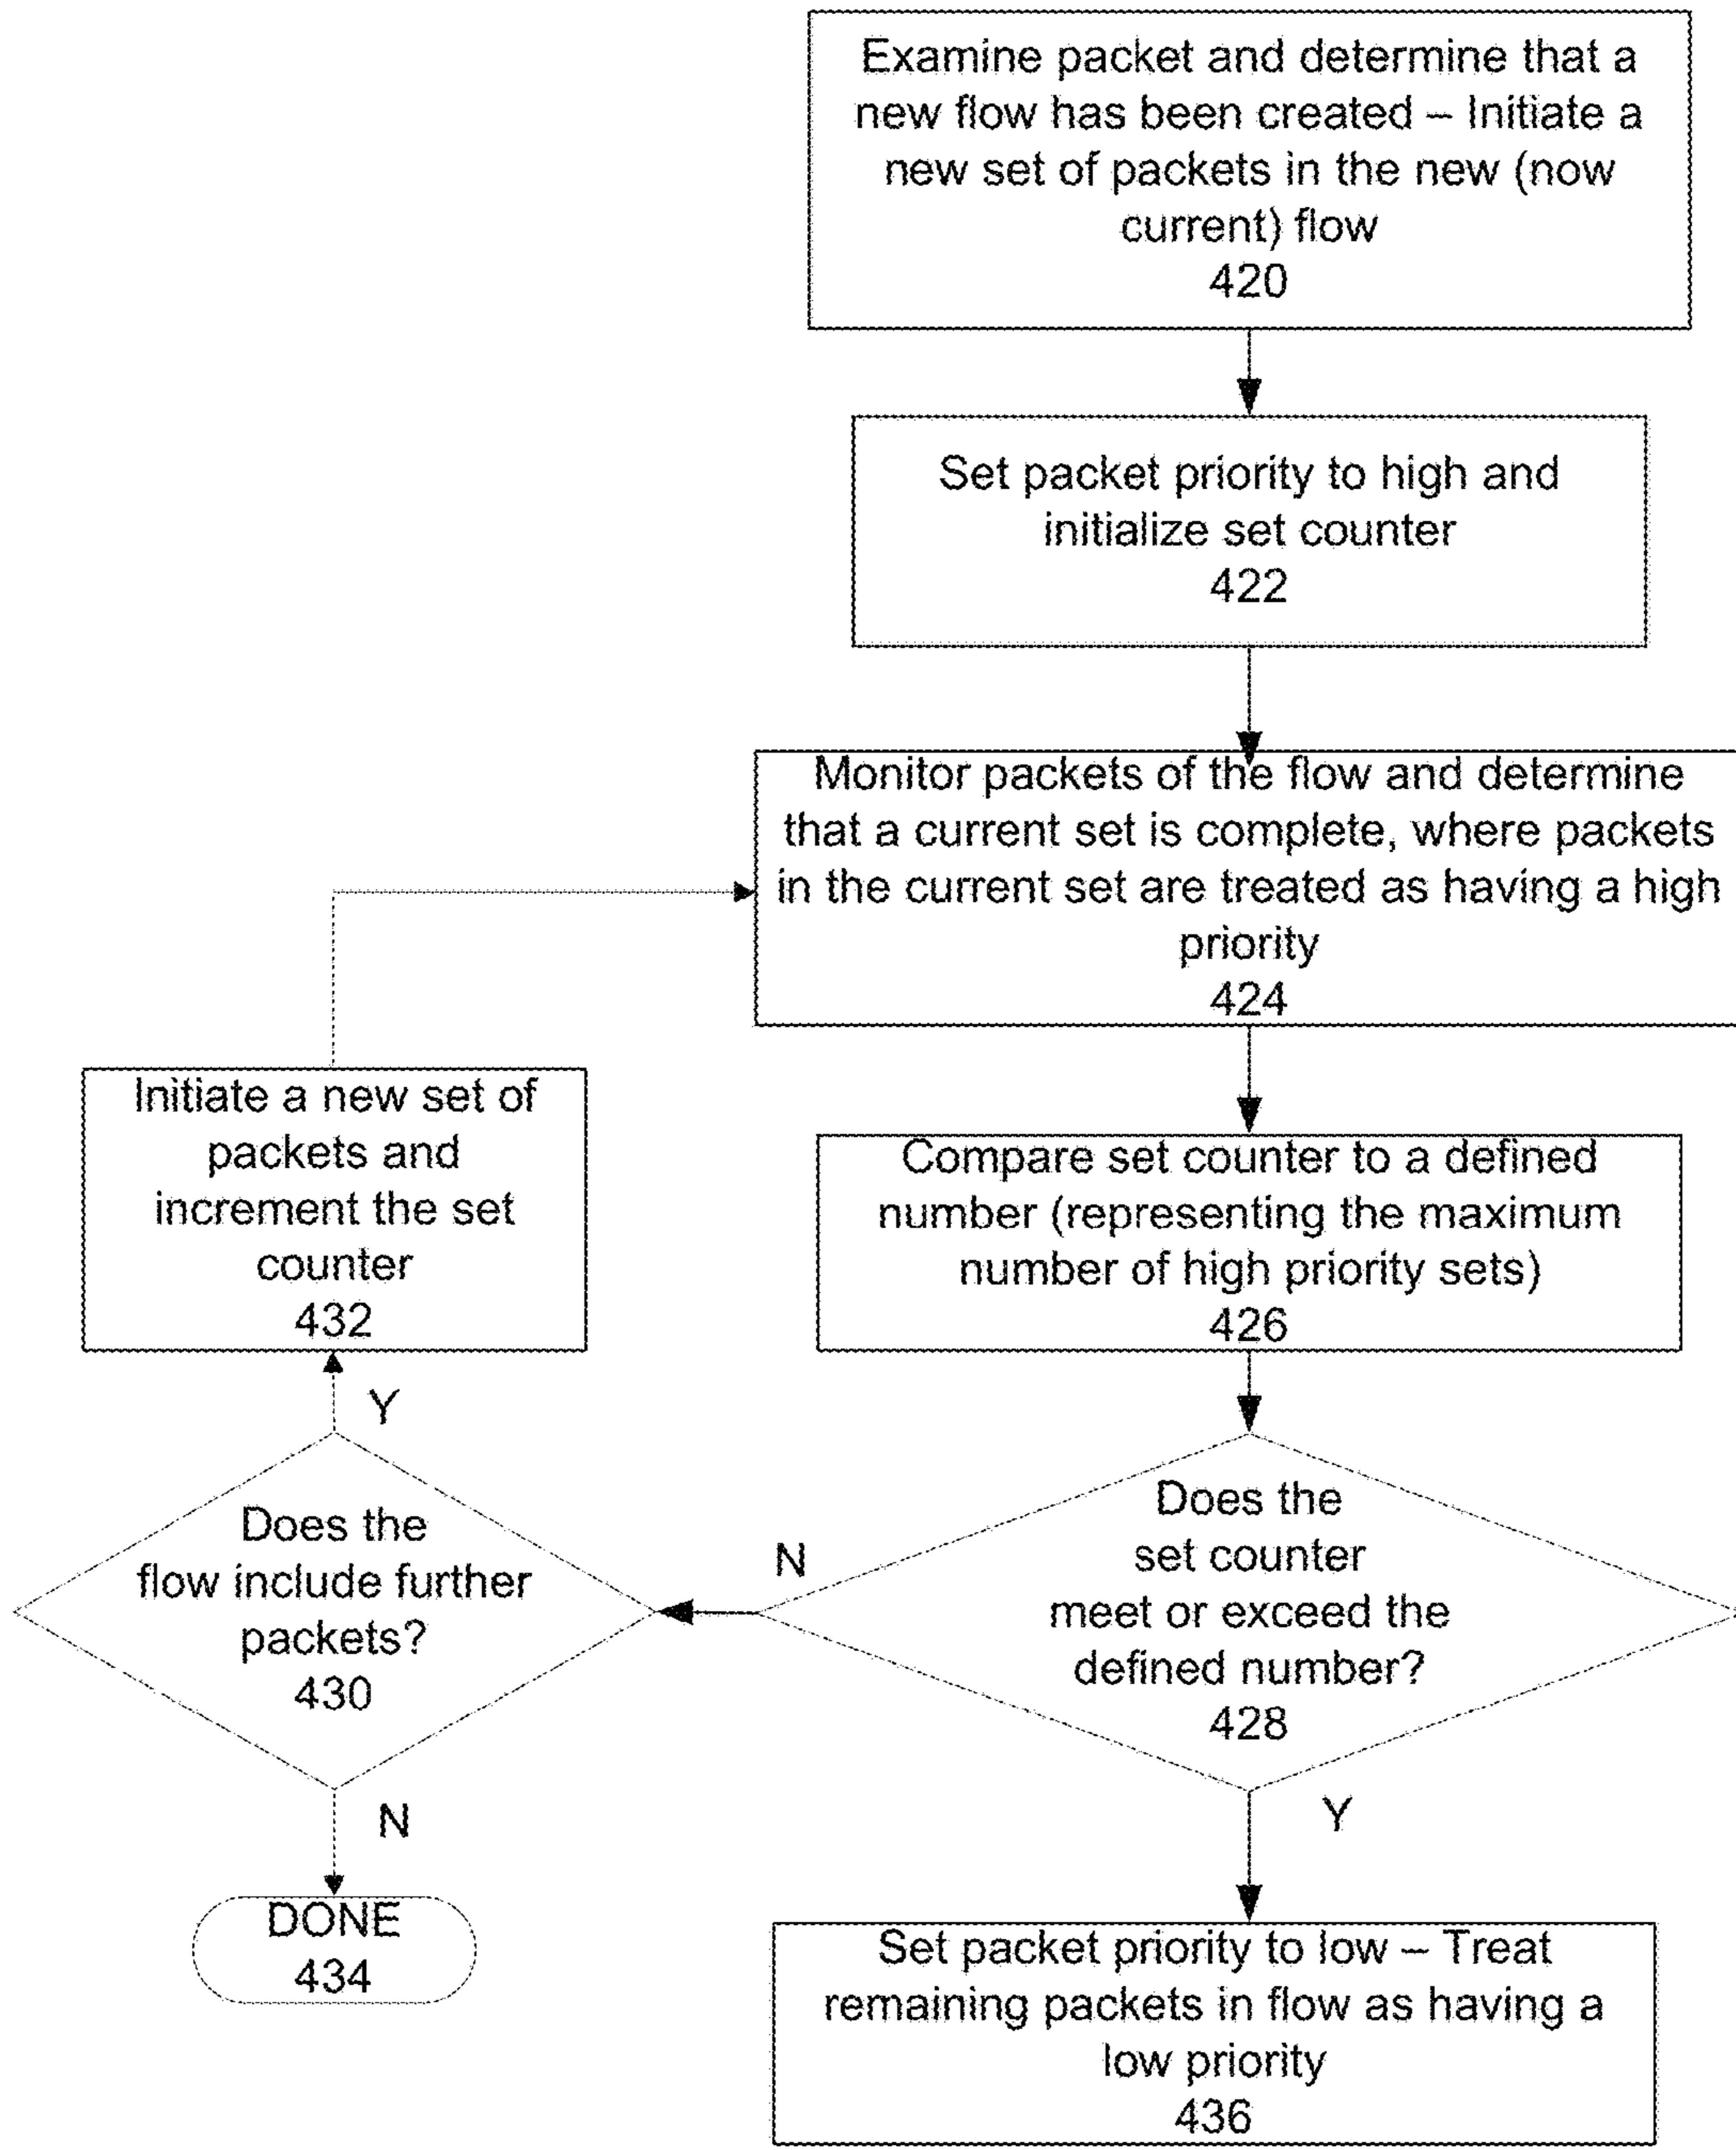 Examine packet and determine that a
new flow has been created – Initiate a
new set of packets in the new (now
current) flow
420
Set packet priority to high and
initialize set counter
422
Monitor packets of the flow and determine
that a current set is complete, where packets
in the current set are treated as having a high
priority
424
Initiate a new set of
packets and
increment the set
counter
432
Compare set counter to a defined
number (representing the maximum
number of high priority sets)
426
Y
Does the
flow include further
packets?
430
N
Does the
set counter
meet or exceed the
defined number?
428
N
Y
DONE
434
Set packet priority to low – Treat
remaining packets in flow as having a
low priority
436